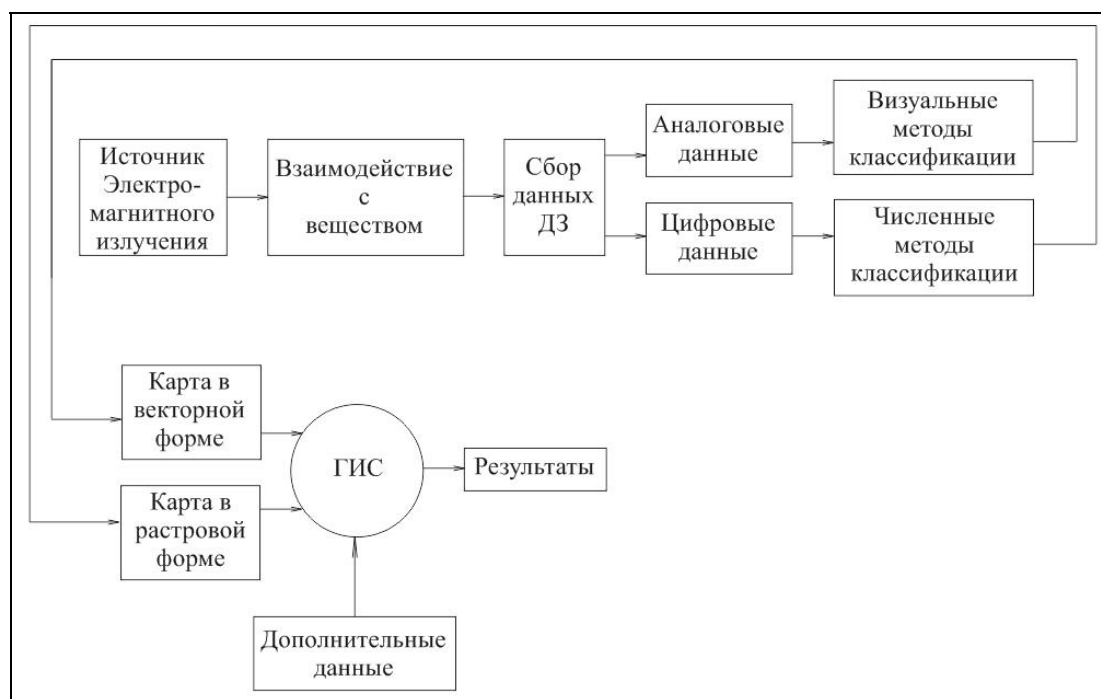 Источник
Электро-
магнитного
излучения
Взаимодействие
с
веществом
Сбор
данных
ДЗ
Аналоговые
данные
Визуальные
методы
классификации
Цифровые
данные
Численные
методы
классификации
Карта в
векторной
форме
Карта в
растровой
форме
ГИС
Результаты
Дополнительные
данные